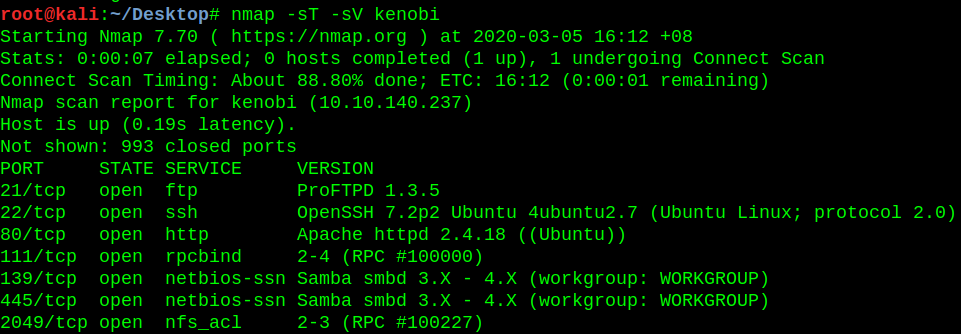 root@kali:~/Desktop# nmap -sT -sV kenobi
Starting Nmap 7.70 ( https://nmap.org ) at 2020-03-05 16:12 +08
Stats: 0:00:07 elapsed; 0 hosts completed (1 up), 1 undergoing Connect Scan
Connect Scan Timing: About 88.80% done; ETC: 16:12 (0:00:01 remaining)
Nmap scan report for kenobi (10.10.140.237)
Host is up (0.19s latency).
Not shown: 993 closed ports
PORT     STATE SERVICE     VERSION
21/tcp   open  ftp         ProFTPD 1.3.5
22/tcp   open  ssh         OpenSSH 7.2p2 Ubuntu 4ubuntu2.7 (Ubuntu Linux; protocol 2.0)
80/tcp   open  http        Apache httpd 2.4.18 ((Ubuntu))
111/tcp  open  rpcbind     2-4 (RPC #100000)
139/tcp  open  netbios-ssn Samba smbd 3.X - 4.X (workgroup: WORKGROUP)
445/tcp  open  netbios-ssn Samba smbd 3.X - 4.X (workgroup: WORKGROUP)
2049/tcp open  nfs_acl     2-3 (RPC #100227)